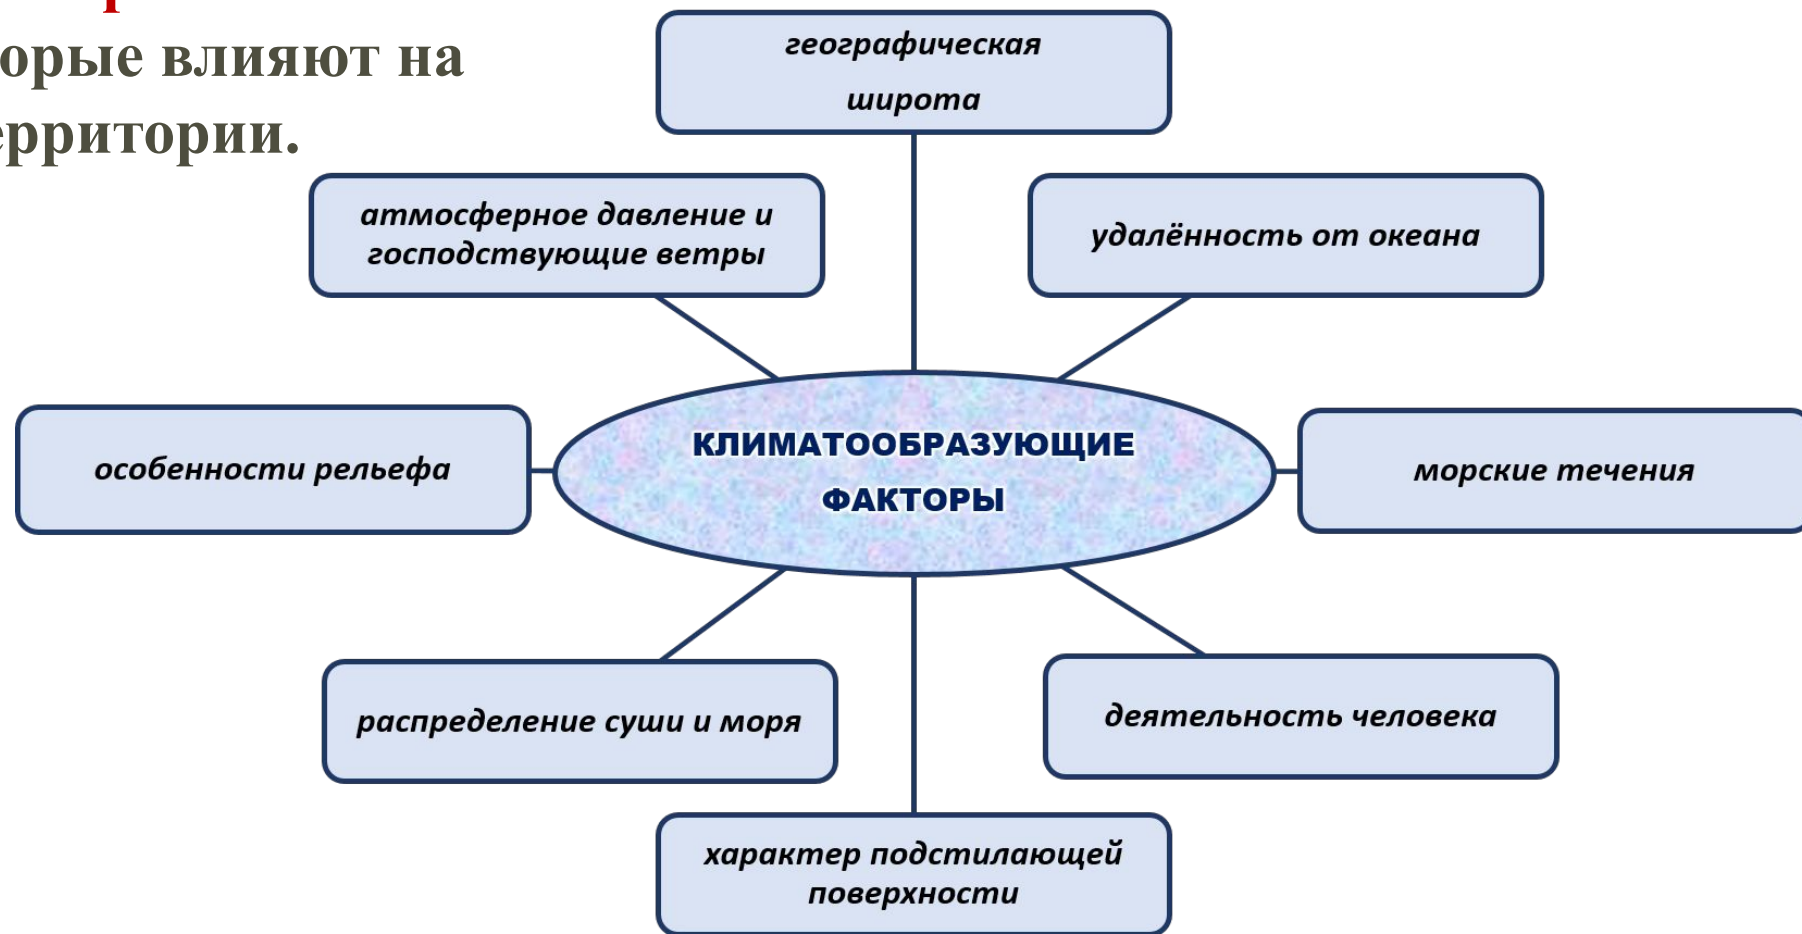 орые влияют на
ерритории.
географическая
широта
атмосферное давление и
господствующие ветры
удалённость от океана
особенности рельефа
КЛИМАТООБРАЗУЮЩИЕ
ФАКТОРЫ
морские течения
распределение суши и моря
деятельность человека
характер подстилающей
поверхности